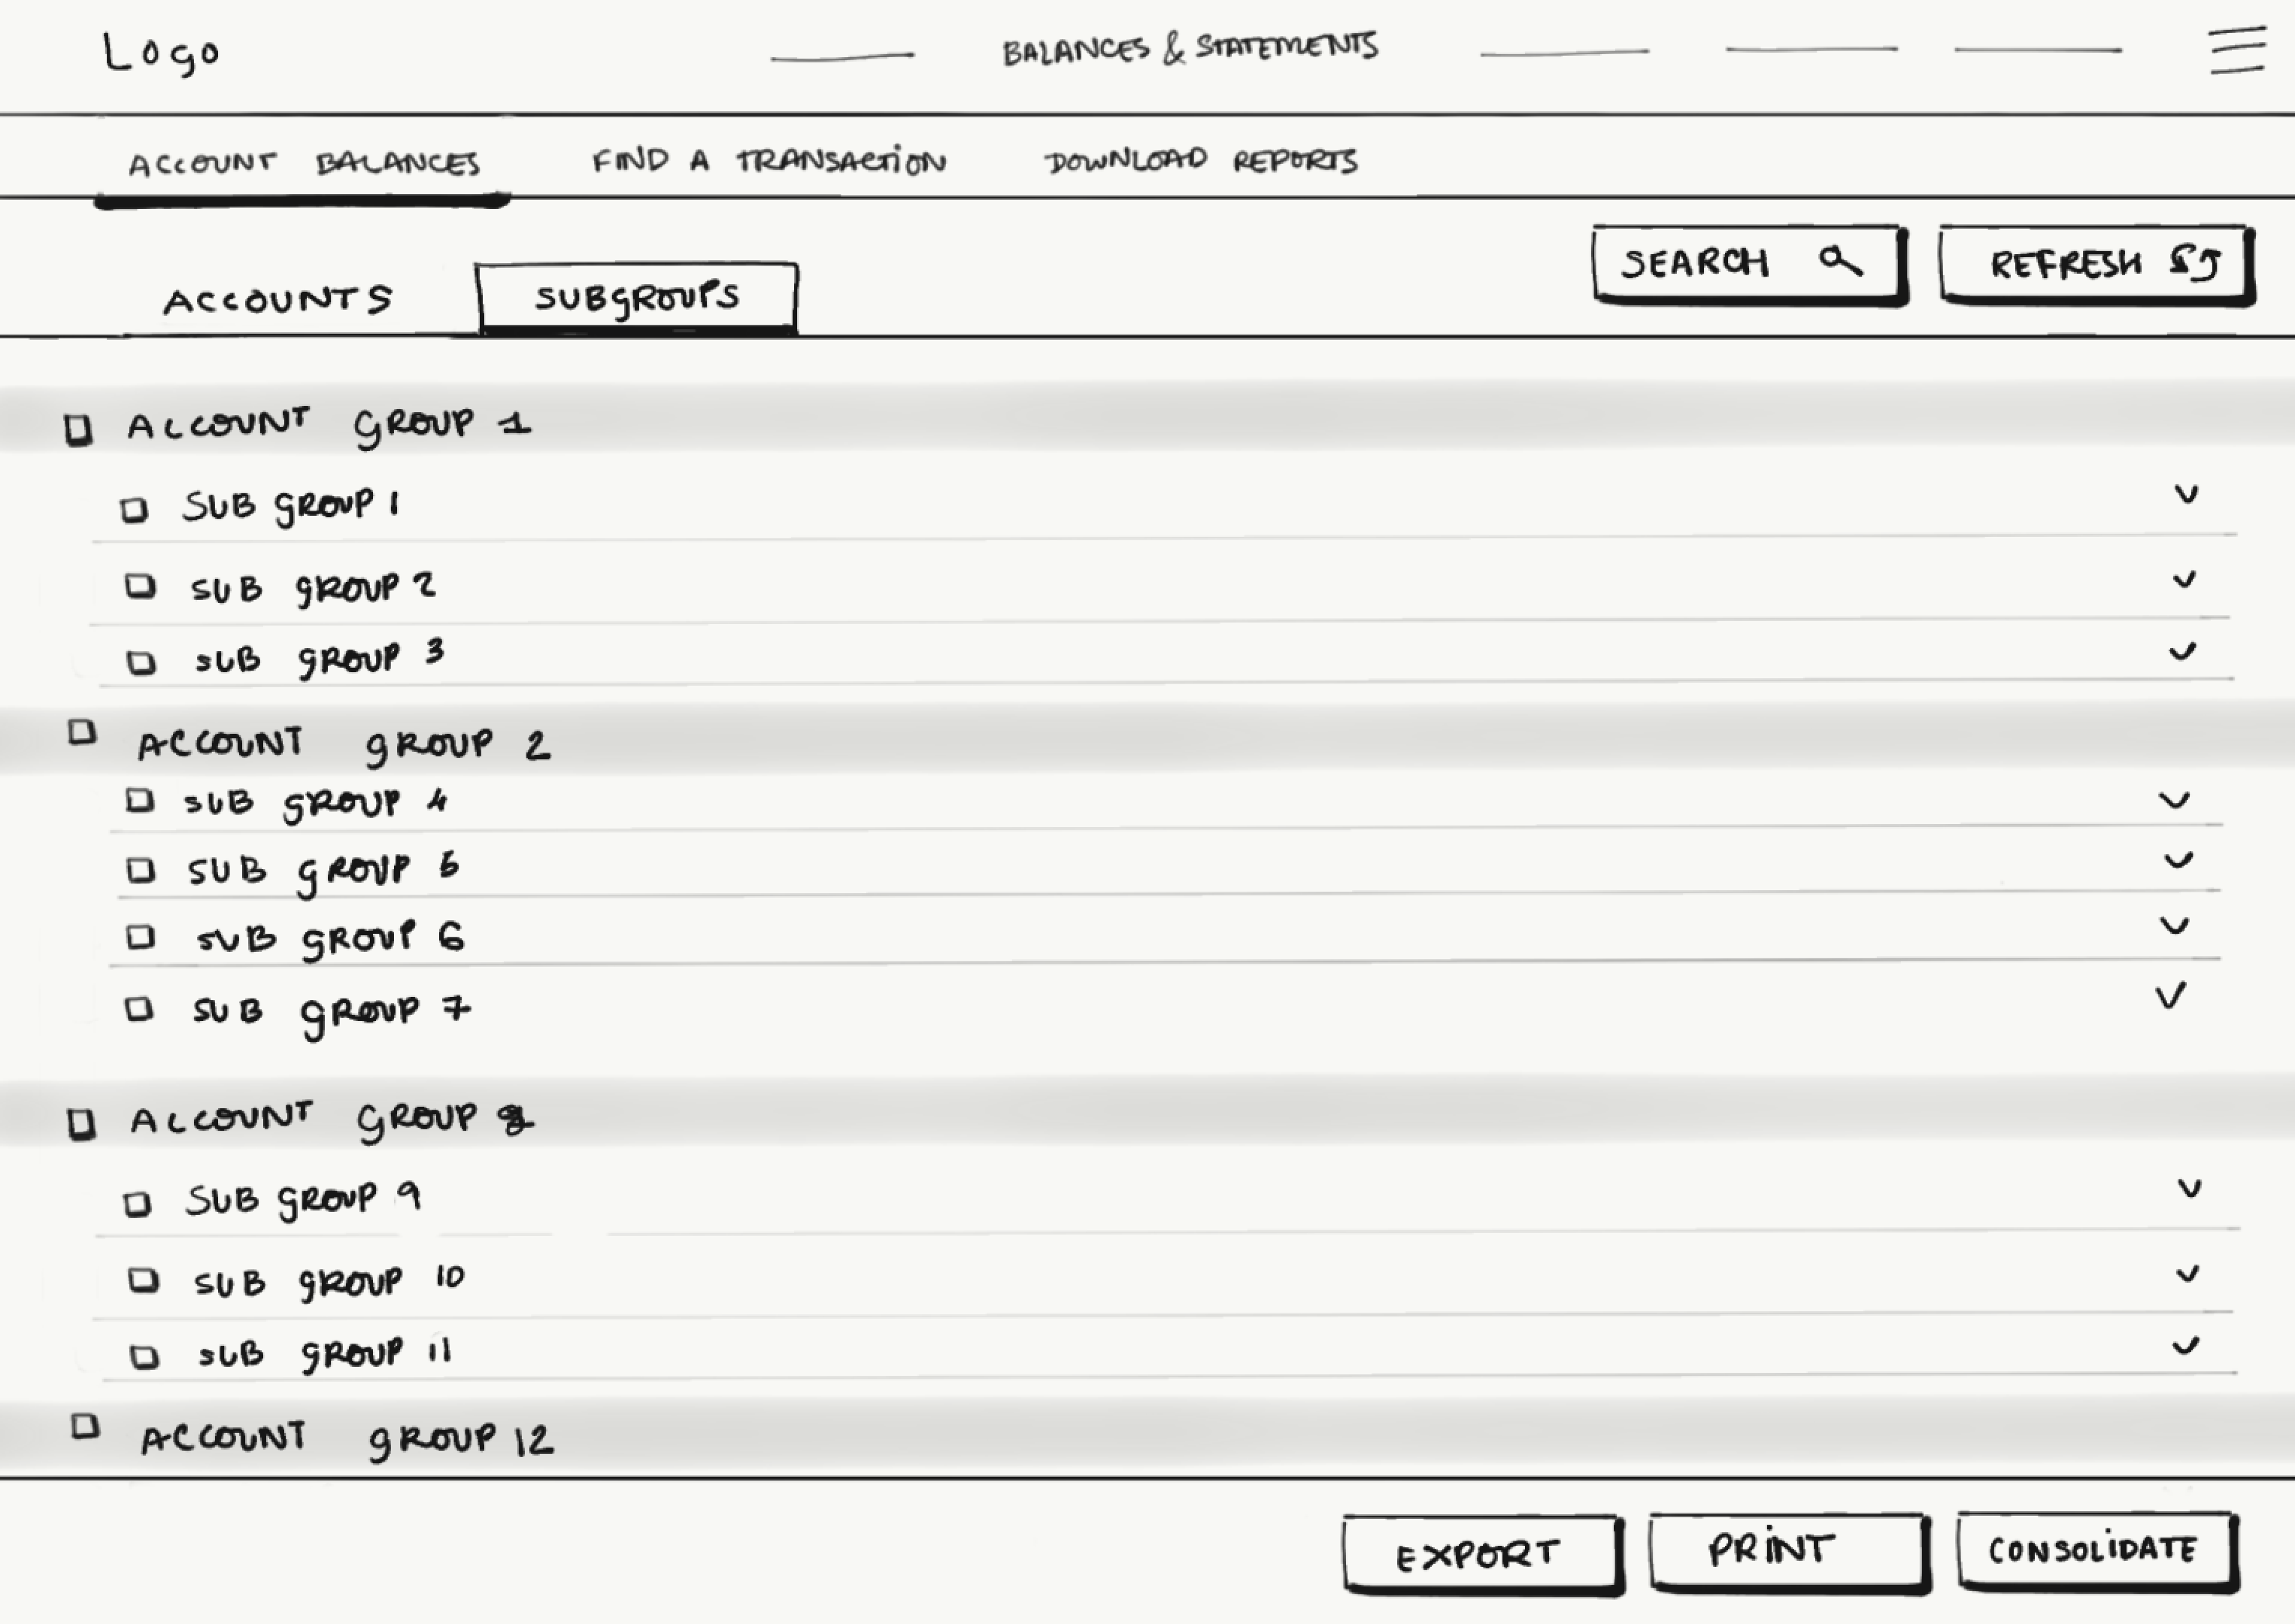 Logo
BALANCES & STATEMENTS
ACCOUNT BALANCES FIND A TRANSACTION DOWNLOAD REPORTS
SEARCH REFRESH
ACCOUNTS SUBGROUPS
ACCOUNT GROUP 1
SUB GROUP 1
SUB GROUP 2
SUB GROUP 3
ACCOUNT GROUP 2
SUB GROUP 4
SUB GROUP 5
SUB GROUP 6
SUB GROUP 7
ACCOUNT GROUP
SUB GROUP 9
SUB GROUP 10
SUB GROUP 11
ACCOUNT GROUP 12
EXPORT PRINT CONSOLIDATE